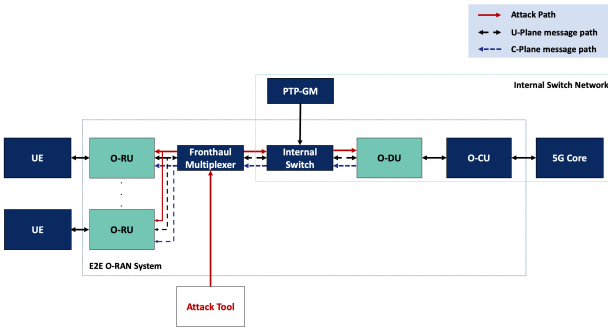 Attack Path
U-Plane message path
C-Plane message path
Internal Switch Network
PTP-GM
UE
O-RU
Fronthaul
Multiplexer
Internal
Switch
O-DU
O-CU
5G Core
UE
O-RU
E2E O-RAN System
Attack Tool